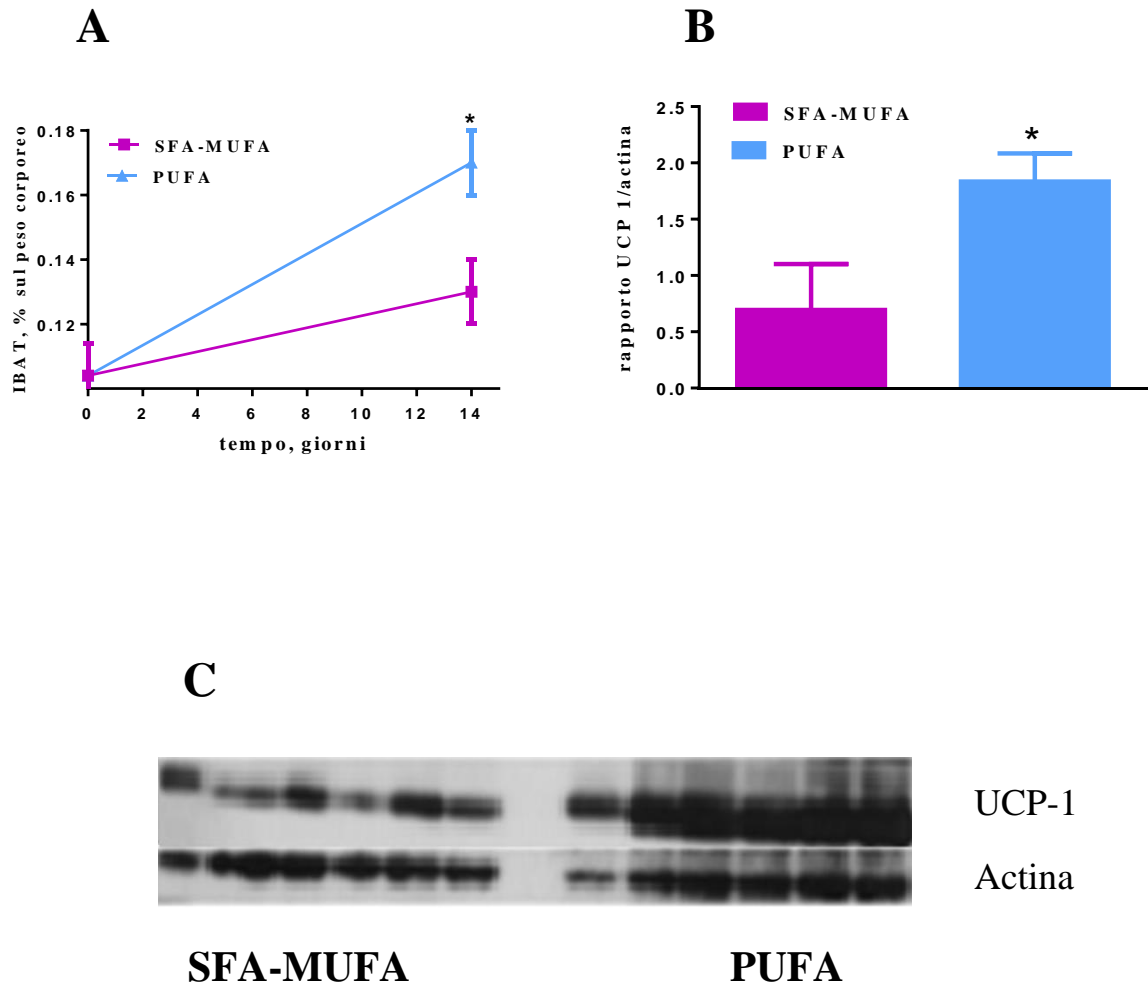 A
IBAT, % sul peso corporeo
0.18
0.16
0.14
0.12
SFA-MUFA
PUFA
*
0 2 4 6 8 10 12 14
tempo, giorni
B
rapporto UCP 1/actina
2.5
2.0
1.5
1.0
0.5
0.0
SFA-MUFA
PUFA
*
C
UCP-1
Actina
SFA-MUFA PUFA